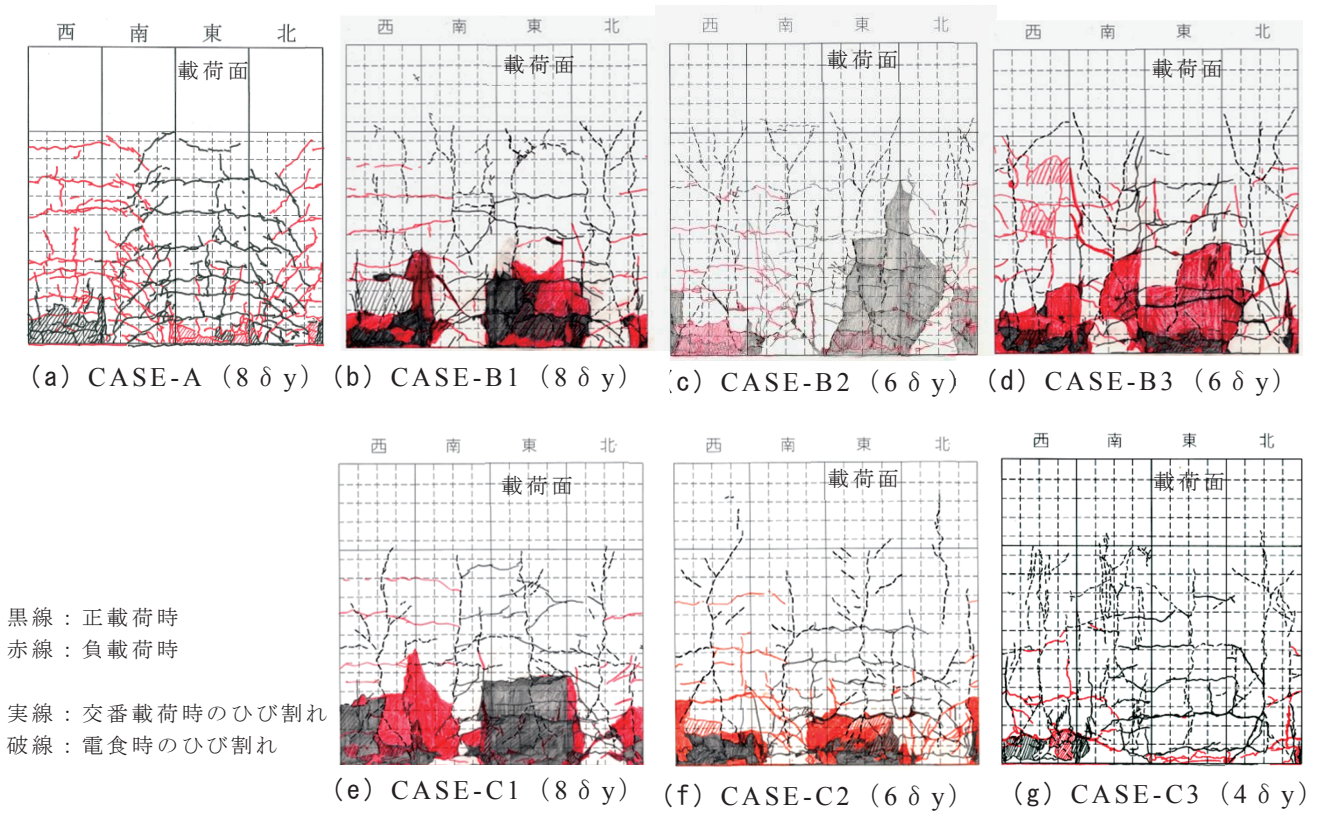 西 南 東 北
載荷面
(a) CASE-A (8δy)
西 南 東 北
載荷面
(b) CASE-B1 (8δy)
西 南 東 北
載荷面
(c) CASE-B2 (6δy)
西 南 東 北
載荷面
(d) CASE-B3 (6δy)
黒線：正載荷時
赤線：負載荷時
実線：交番載荷時のひび割れ
破線：電食時のひび割れ
西 南 東 北
載荷面
(e) CASE-C1 (8δy)
西 南 東 北
載荷面
(f) CASE-C2 (6δy)
西 南 東 北
載荷面
(g) CASE-C3 (4δy)